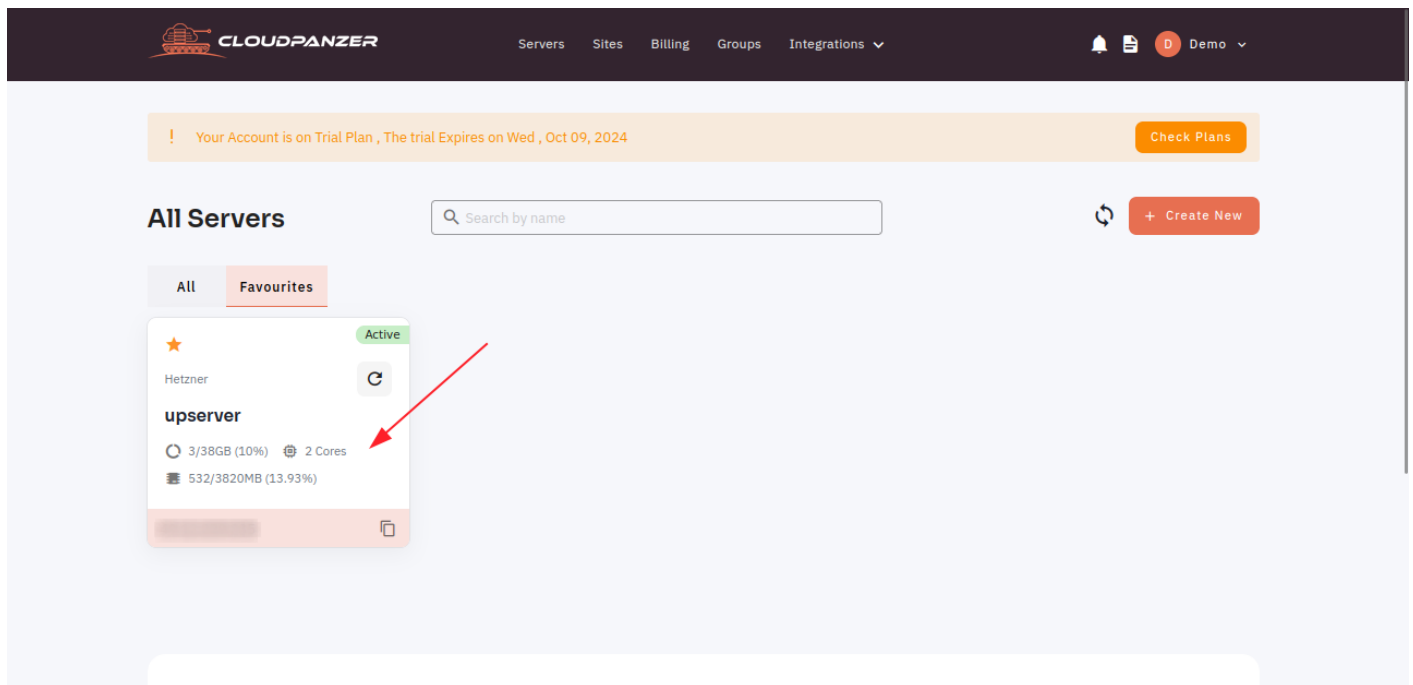 CLOUDPANZER
Servers Sites Billing Groups Integrations
D Demo
! Your Account is on Trial Plan , The trial Expires on Wed , Oct 09, 2024
Check Plans
All Servers
Search by name
+ Create New
All Favourites
Active
Hetzner
upserver
3/38GB (10%) 2 Cores
532/3820MB (13.93%)